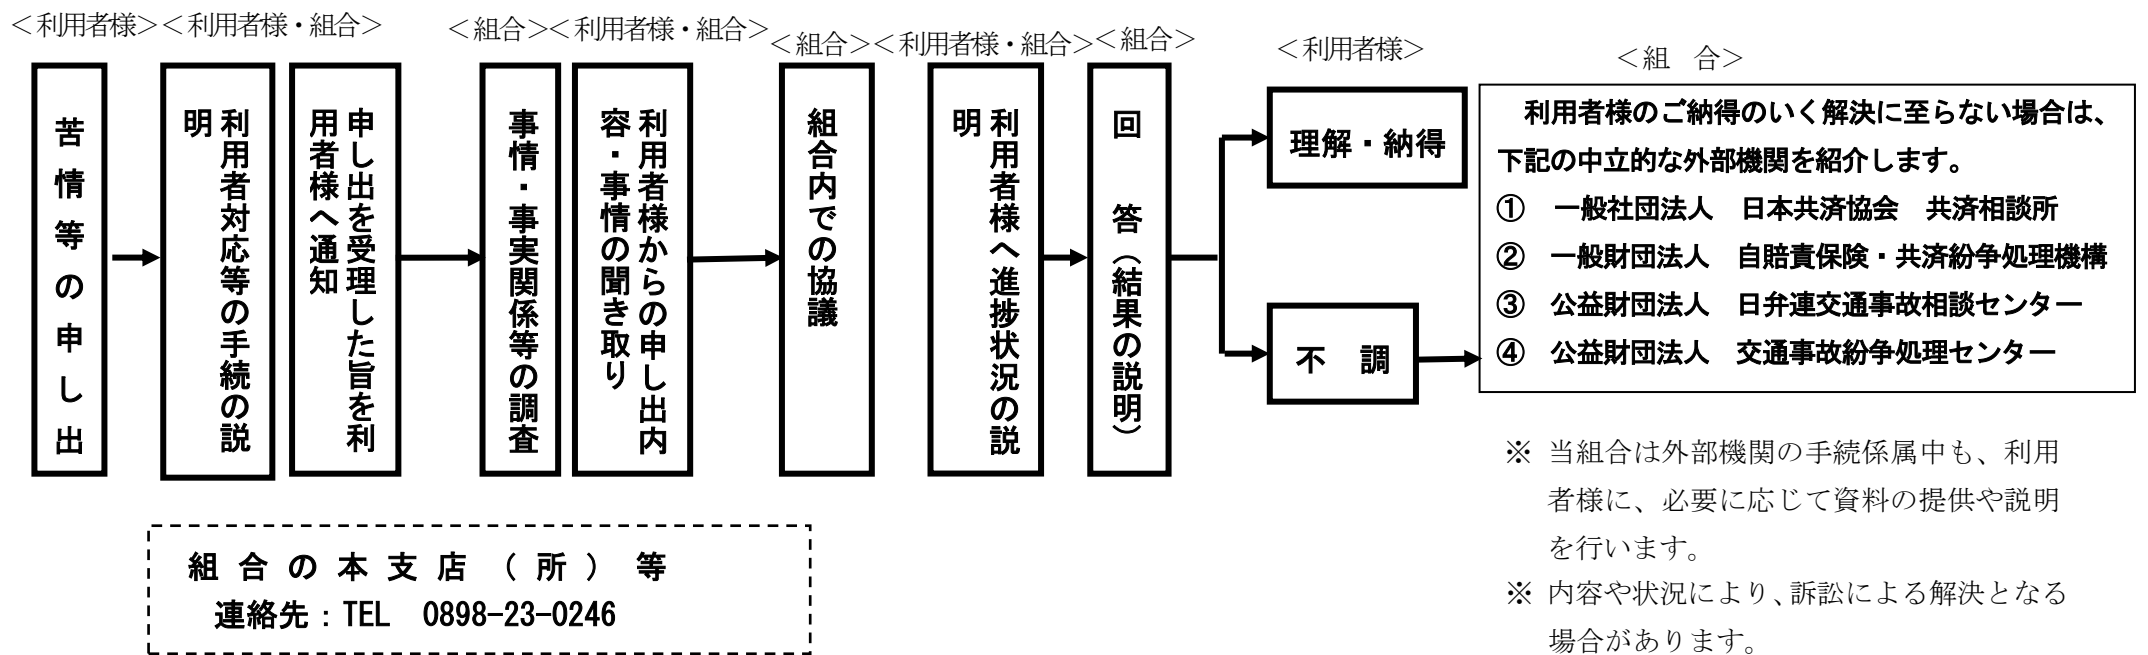 ＜利用者様＞＜利用者様・組合＞
＜組合＞＜利用者様・組合＞
＜組合＞＜利用者様・組合＞＜組合＞
＜利用者様＞
＜組　合＞
苦情等の申し出
利用者対応等の手続の説
明
申し出を受理した旨を利
用者様へ通知
事情・事実関係等の調査
利用者様からの申し出内
容・事情の聞き取り
組合内での協議
利用者様へ進捗状況の説
明
回　答（結果の説明）
理解・納得
不　調
利用者様のご納得のいく解決に至らない場合は、
下記の中立的な外部機関を紹介します。
①　一般社団法人　日本共済協会　共済相談所
②　一般財団法人　自賠責保険・共済紛争処理機構
③　公益財団法人　日弁連交通事故相談センター
④　公益財団法人　交通事故紛争処理センター
※ 当組合は外部機関の手続係属中も、利用
者様に、必要に応じて資料の提供や説明
を行います。
※ 内容や状況により、訴訟による解決となる
場合があります。
組合の本支店（所）等
連絡先：TEL　0898-23-0246